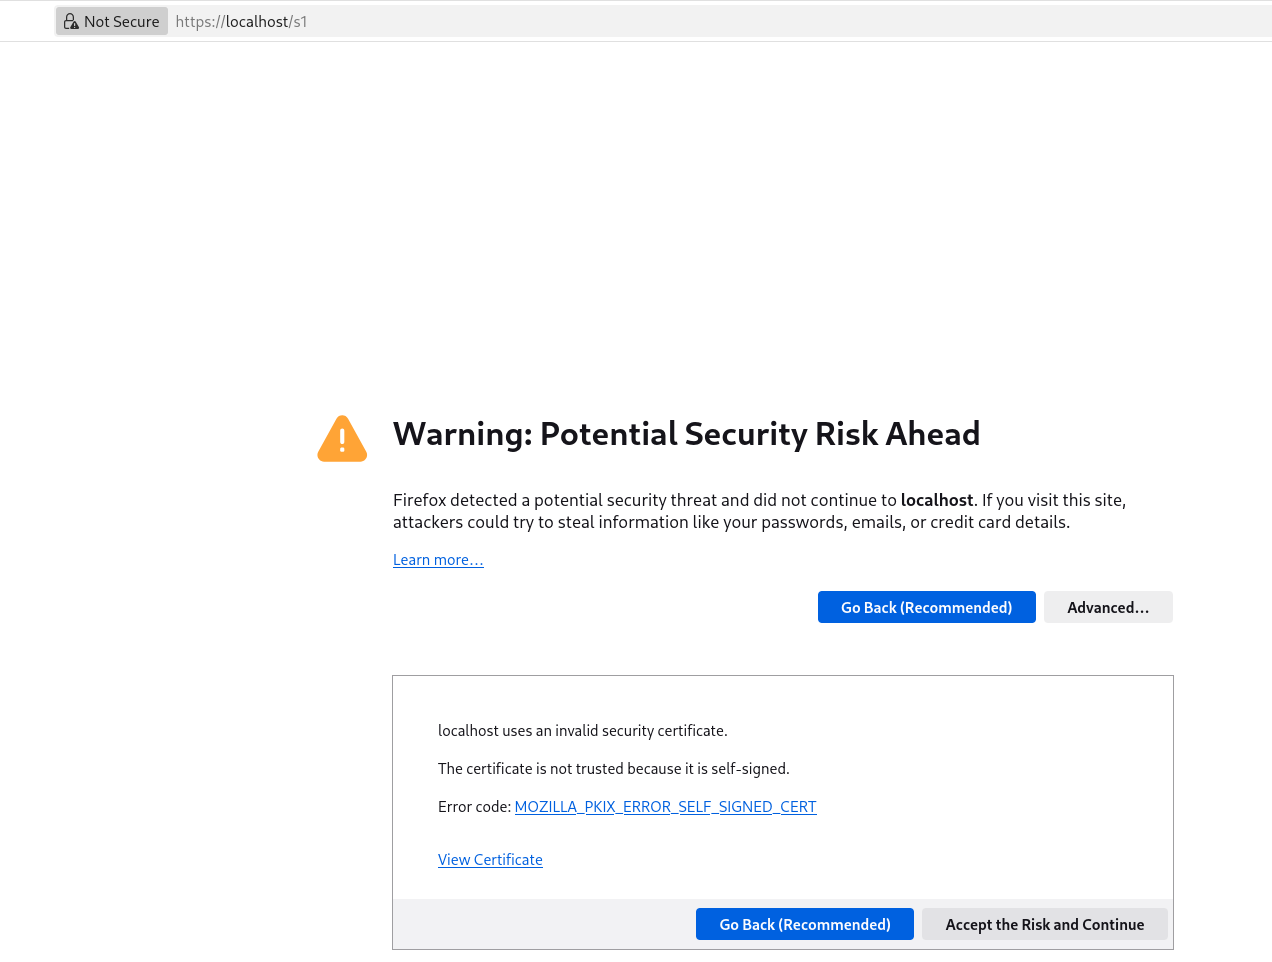 Not Secure https://localhost/s1
Warning: Potential Security Risk Ahead
Firefox detected a potential security threat and did not continue to localhost. If you visit this site,
attackers could try to steal information like your passwords, emails, or credit card details.
Learn more…
Go Back (Recommended) Advanced…
localhost uses an invalid security certificate.
The certificate is not trusted because it is self-signed.
Error code: MOZILLA_PKIX_ERROR_SELF_SIGNED_CERT
View Certificate
Go Back (Recommended) Accept the Risk and Continue